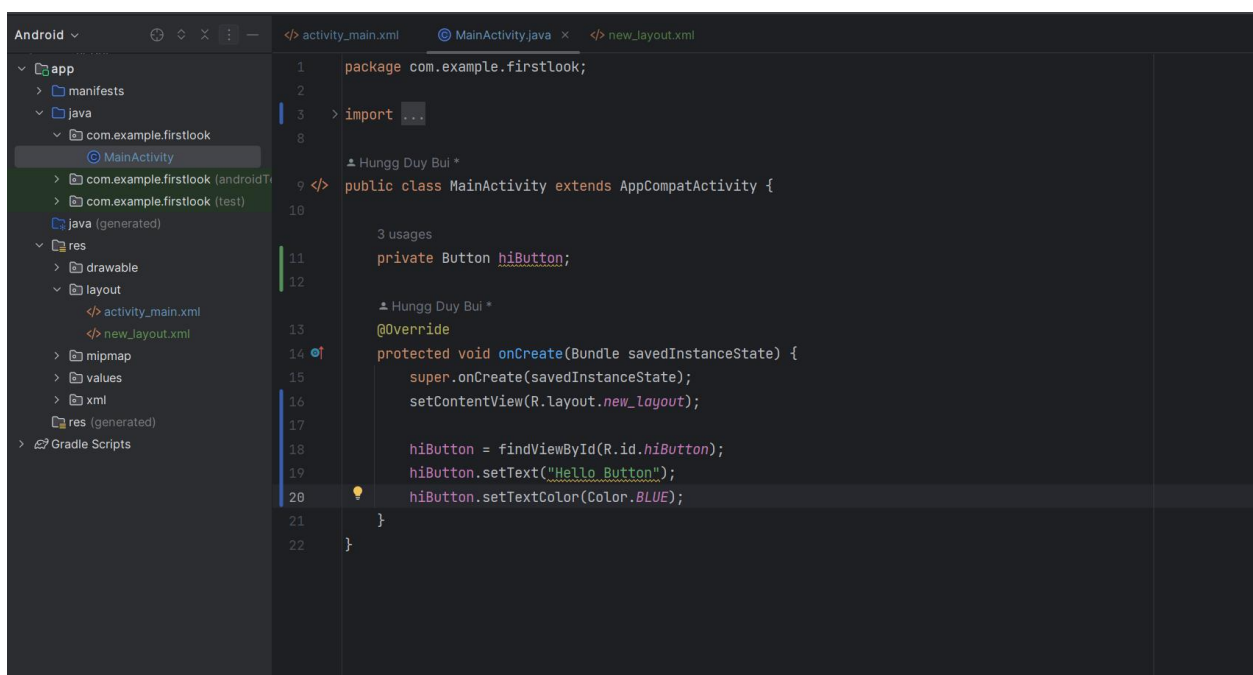 Android
activity_main.xml
MainActivity.java
new_layout.xml
app
manifests
java
com.example.firstlook
MainActivity
com.example.firstlook (androidTe
com.example.firstlook (test)
java (generated)
res
drawable
layout
activity_main.xml
new_layout.xml
mipmap
values
xml
res (generated)
Gradle Scripts
1 package com.example.firstlook;
2
3 import ...
8
Hungg Duy Bui *
9 public class MainActivity extends AppCompatActivity {
10
3 usages
11 private Button hiButton;
12
Hungg Duy Bui *
13 @Override
14 protected void onCreate(Bundle savedInstanceState) {
15 super.onCreate(savedInstanceState);
16 setContentView(R.layout.new_layout);
17
18 hiButton = findViewById(R.id.hiButton);
19 hiButton.setText("Hello Button");
20 hiButton.setTextColor(Color.BLUE);
21 }
22 }